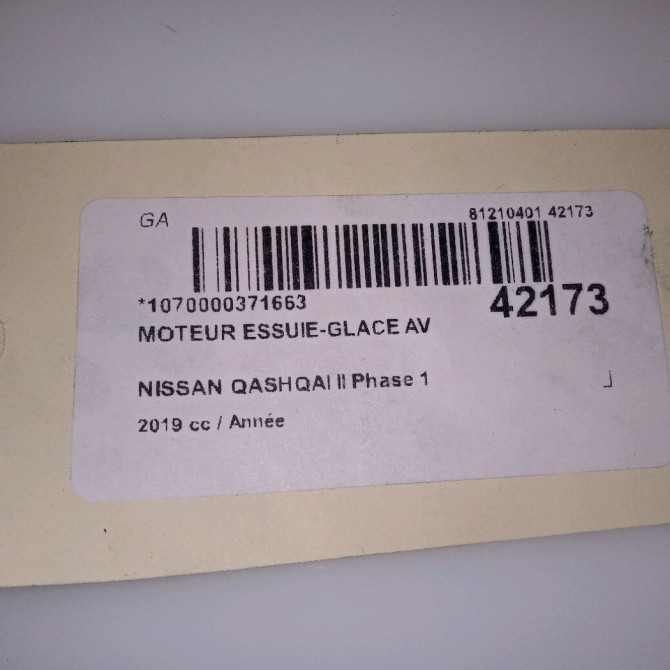 GA
81210401 42173
*1070000371663
42173
MOTEUR ESSUIE-GLACE AV
NISSAN QASHQAI II Phase 1
2019 cc / Année